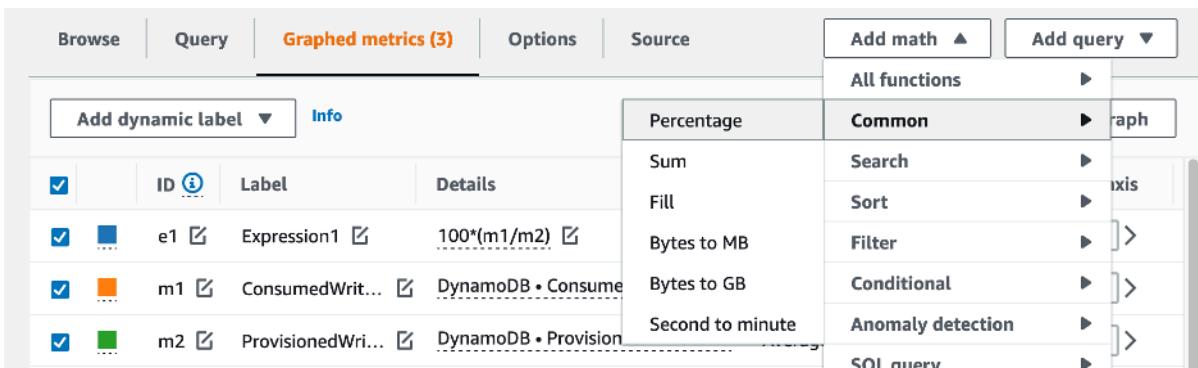 Browse Query Graphed metrics (3) Options Source Add math Add query
All functions
Add dynamic label Info Percentage Common
Sum Search
ID Label Details
Fill Sort
e1 Expression1 100*(m1/m2) Bytes to MB Filter
m1 ConsumedWrit... DynamoDB • Consume Bytes to GB Conditional
Second to minute Anomaly detection
m2 ProvisionedWri... DynamoDB • Provision
SQL query